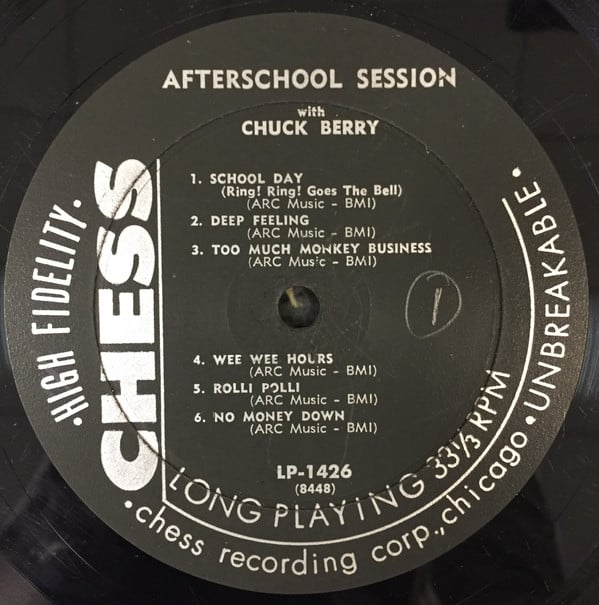 AFTERSCHOOL SESSION
with
CHUCK BERRY
1. SCHOOL DAY
(Ring! Ring! Goes The Bell)
(ARC Music - BMI)
2. DEEP FEELING
(ARC Music - BMI)
3. TOO MUCH MONKEY BUSINESS
(ARC Music - BMI)
1
4. WEE WEE HOURS
(ARC Music - BMI)
5. ROLLI POLLI
(ARC Music - BMI)
6. NO MONEY DOWN
(ARC Music - BMI)
LP-1426
(8448)
CHESS
LONG PLAYING 33⅓ RPM
·HIGH FIDELITY·
·chess recording corp., chicago·UNBREAKABLE·